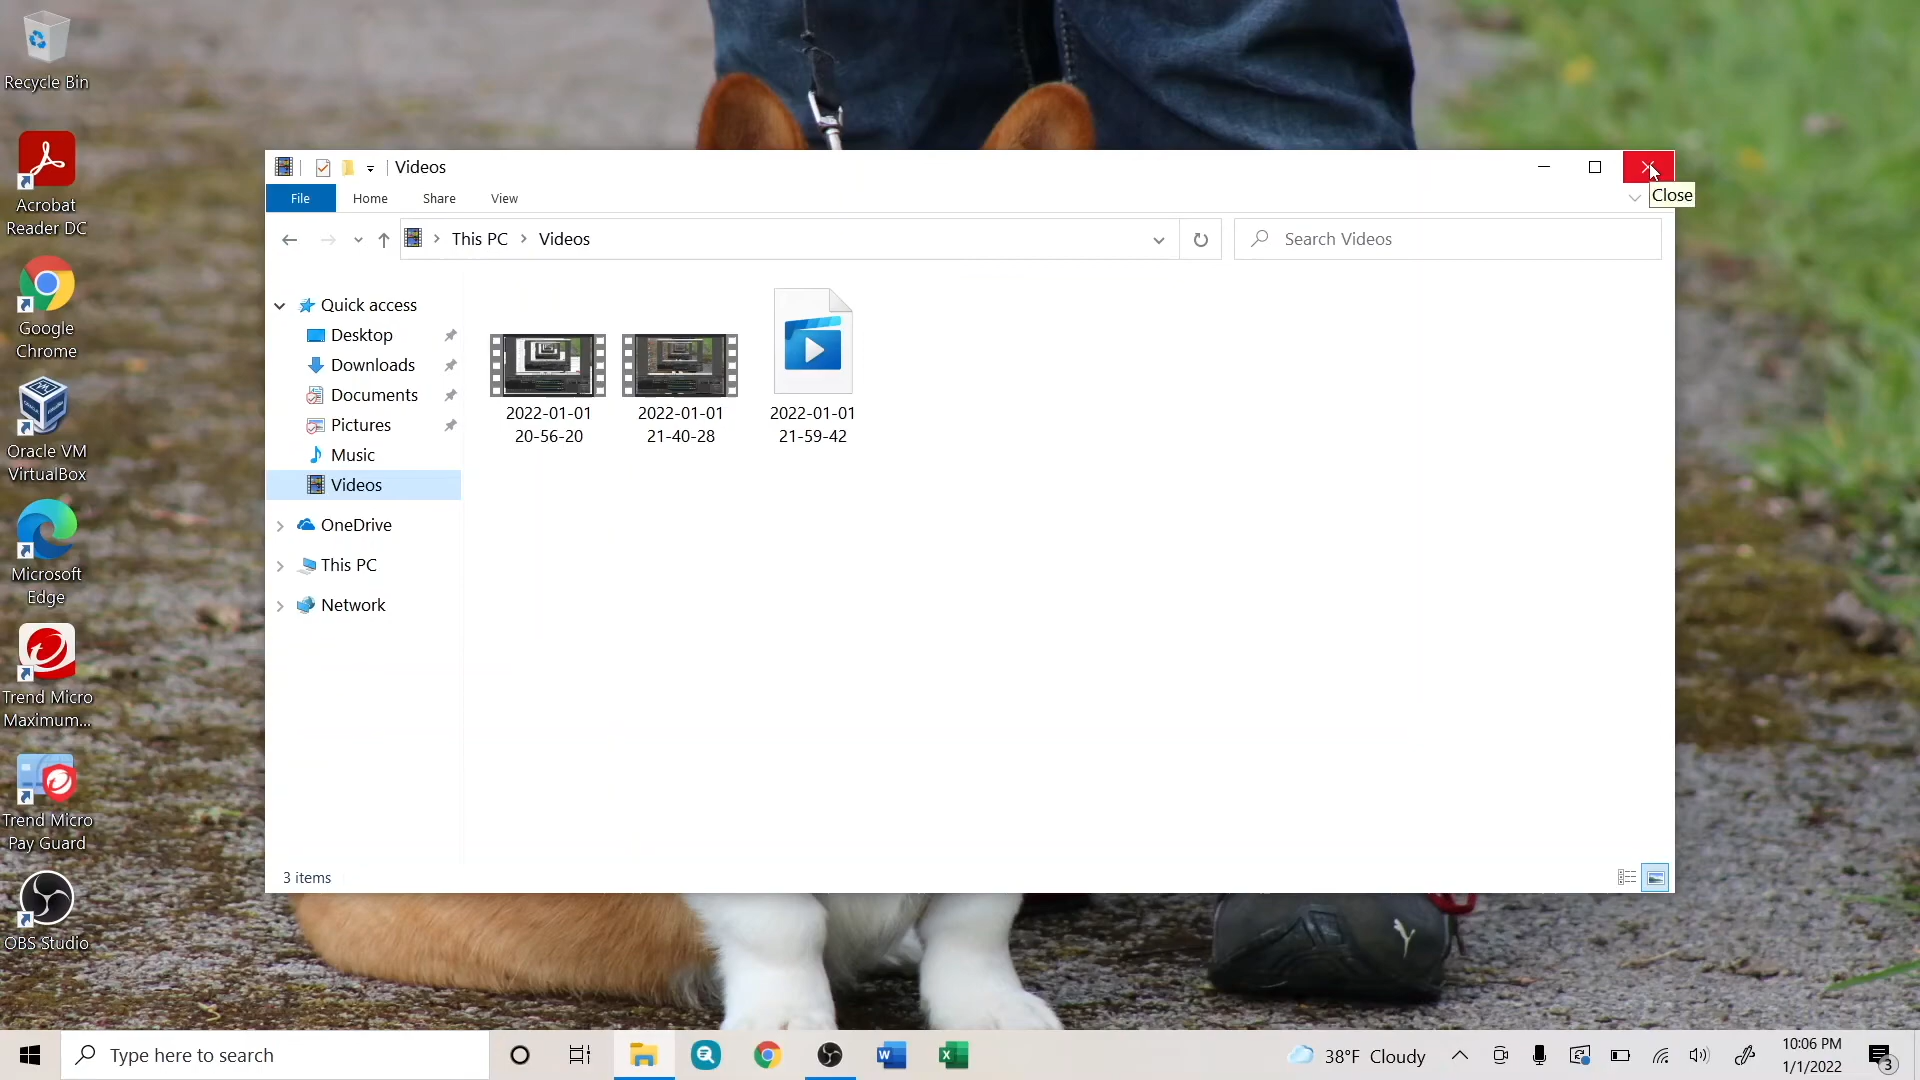 Recycle Bin
Acrobat
Reader DC
Google
Chrome
Oracle VM
VirtualBox
Microsoft
Edge
Trend Micro
Maximum...
Trend Micro
Pay Guard
OBS Studio
Videos
Close
File Home Share View
This PC Videos
Search Videos
Quick access
Desktop
Downloads
Documents
Pictures
Music
Videos
OneDrive
This PC
Network
2022-01-01
20-56-20
2022-01-01
21-40-28
2022-01-01
21-59-42
3 items
Type here to search
38°F Cloudy
10:06 PM
1/1/2022
3